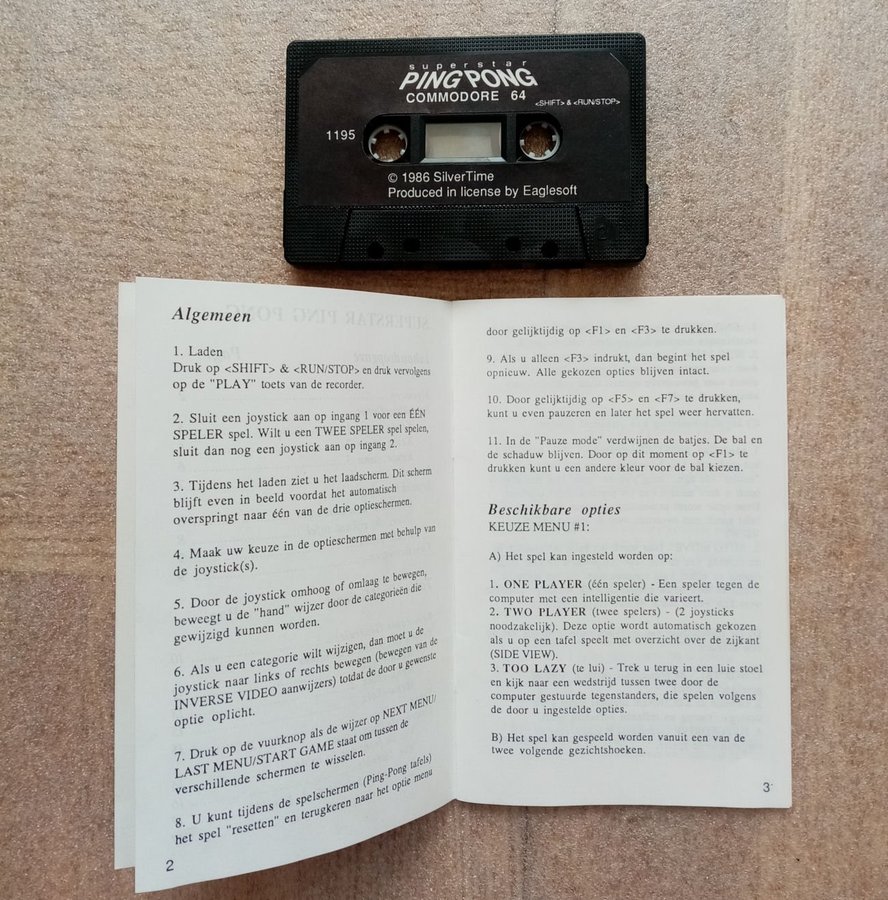 superstar
PING PONG
COMMODORE 64
<SHIFT> & <RUN/STOP>
1195
© 1986 SilverTime
Produced in license by Eaglesoft
Algemeen
1. Laden
Druk op <SHIFT> & <RUN/STOP> en druk vervolgens
op de "PLAY" toets van de recorder.
2. Sluit een joystick aan op ingang 1 voor een ÉÉN
SPELER spel. Wilt u een TWEE SPELER spel spelen,
sluit dan nog een joystick aan op ingang 2.
3. Tijdens het laden ziet u het laadscherm. Dit scherm
blijft even in beeld voordat het automatisch
overspringt naar één van de drie optieschermen.
4. Maak uw keuze in de optieschermen met behulp van
de joystick(s).
5. Door de joystick omhoog of omlaag te bewegen,
beweegt u de "hand" wijzer door de categorieën die
gewijzigd kunnen worden.
6. Als u een categorie wilt wijzigen, dan moet u de
joystick naar links of rechts bewegen (bewegen van de
INVERSE VIDEO aanwijzers) totdat de door u gewenste
optie oplicht.
7. Druk op de vuurknop als de wijzer op NEXT MENU/
LAST MENU/START GAME staat om tussen de
verschillende schermen te wisselen.
8. U kunt tijdens de spelschermen (Ping-Pong tafels)
het spel "resetten" en terugkeren naar het optie menu
2
door gelijktijdig op <F1> en <F3> te drukken.
9. Als u alleen <F3> indrukt, dan begint het spel
opnieuw. Alle gekozen opties blijven intact.
10. Door gelijktijdig op <F5> en <F7> te drukken,
kunt u even pauzeren en later het spel weer hervatten.
11. In de "Pauze mode" verdwijnen de batjes. De bal en
de schaduw blijven. Door op dit moment op <F1> te
drukken kunt u een andere kleur voor de bal kiezen.
Beschikbare opties
KEUZE MENU #1:
A) Het spel kan ingesteld worden op:
1. ONE PLAYER (één speler) - Een speler tegen de
computer met een intelligentie die varieert.
2. TWO PLAYER (twee spelers) - (2 joysticks
noodzakelijk). Deze optie wordt automatisch gekozen
als u op een tafel speelt met overzicht over de zijkant
(SIDE VIEW).
3. TOO LAZY (te lui) - Trek u terug in een luie stoel
en kijk naar een wedstrijd tussen twee door de
computer gestuurde tegenstanders, die spelen volgens
de door u ingestelde opties.
B) Het spel kan gespeeld worden vanuit een van de
twee volgende gezichtshoeken.
3